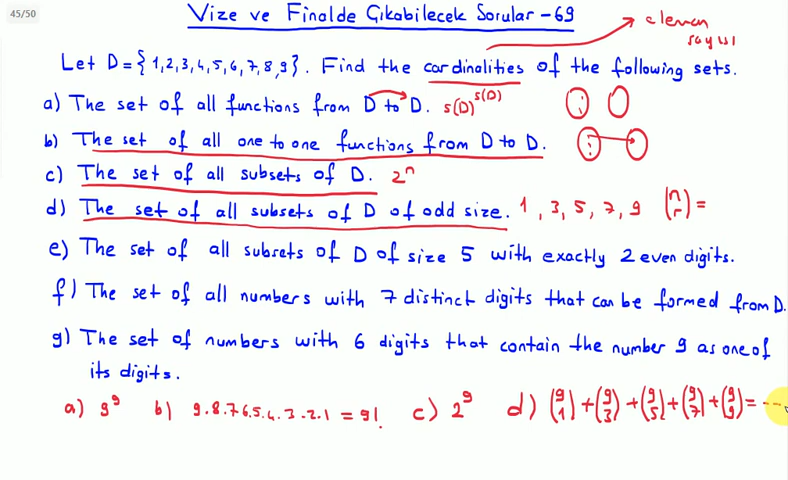 45/50
Vize ve Finalde Çıkabilecek Sorular -69
eleman
sayısı
Let D={1,2,3,4,5,6,7,8,9}. Find the cardinalities of the following sets.
a) The set of all functions from D to D. s(D)^s(D)
b) The set of all one to one functions from D to D.
c) The set of all subsets of D. 2^n
d) The set of all subsets of D of odd size. 1, 3, 5, 7, 9 (n r) =
e) The set of all subsets of D of size 5 with exactly 2 even digits.
f) The set of all numbers with 7 distinct digits that can be formed from D.
g) The set of numbers with 6 digits that contain the number 9 as one of
its digits.
a) 9^9 b) 9.8.7.6.5.4.3.2.1 = 9! c) 2^9 d) (9 1)+(9 3)+(9 5)+(9 7)+(9 9)= ---